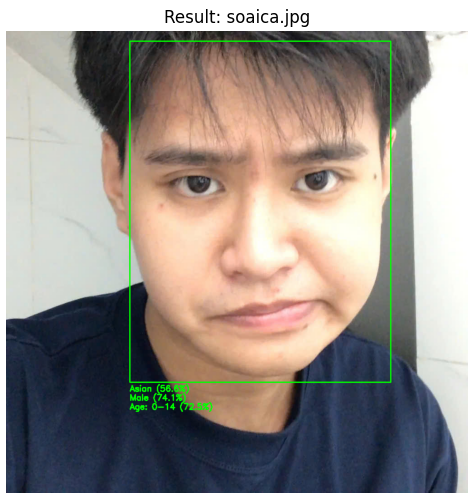 Result: soaica.jpg
Asian (56.6%)
Male (74.1%)
Age: 0-14 (72.5%)